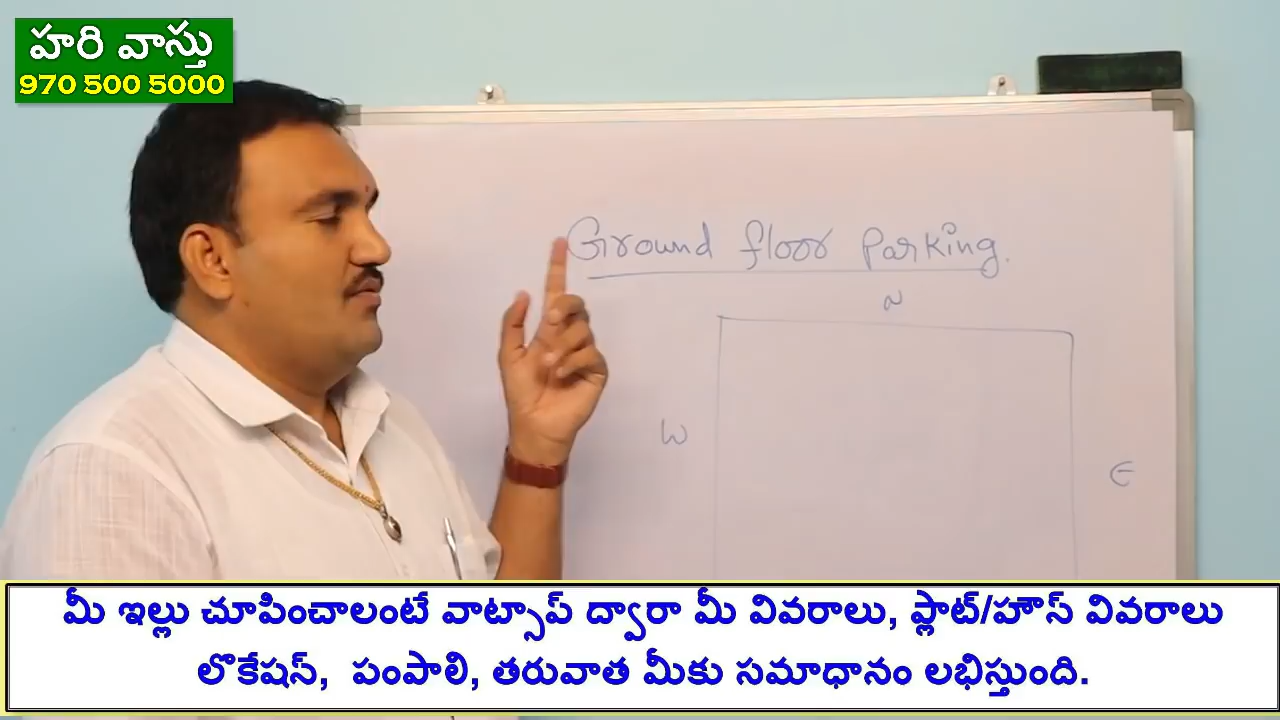 హరి వాస్తు
970 500 5000
Ground floor parking.
N
W
E
మీ ఇల్లు చూపించాలంటే వాట్సాప్ ద్వారా మీ వివరాలు, ప్లాట్/హౌస్ వివరాలు
లొకేషన్, పంపాలి, తరువాత మీకు సమాధానం లభిస్తుంది.